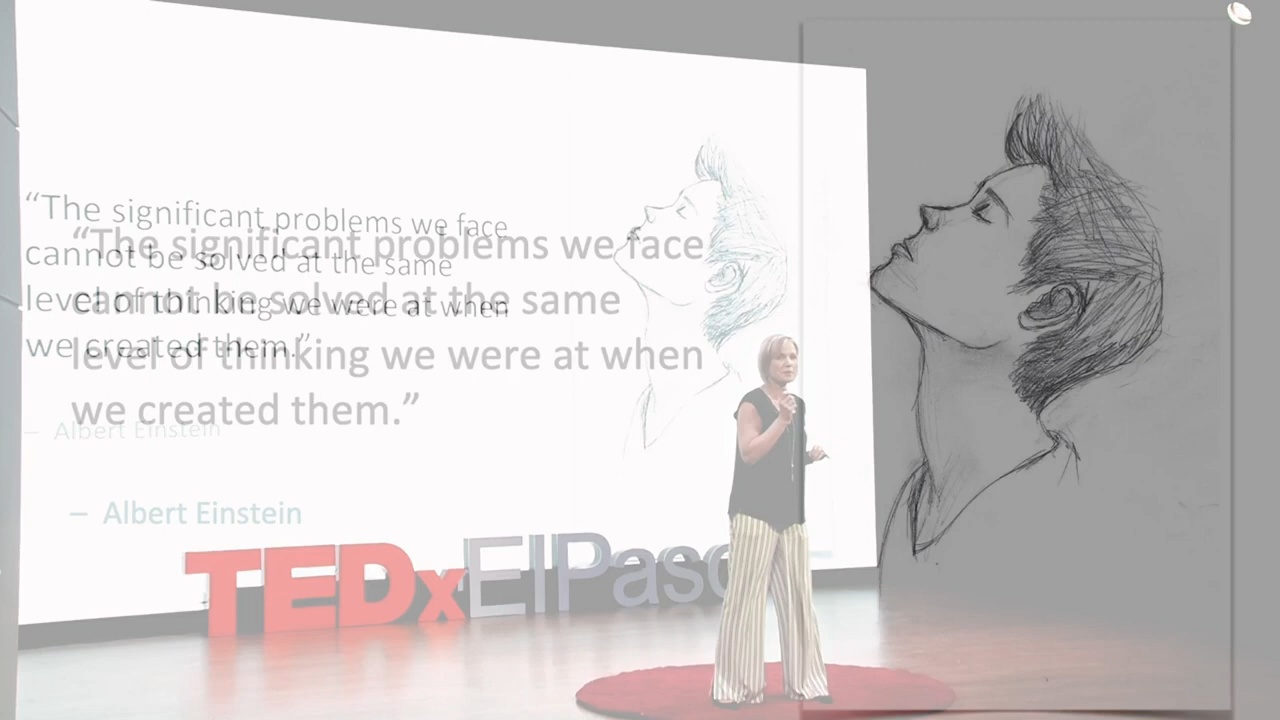 “The significant problems we face
cannot be solved at the same
level of thinking we were at when
we created them.”
– Albert Einstein
“The significant problems we face
cannot be solved at the same
level of thinking we were at when
we created them.”
– Albert Einstein
TEDxElPaso